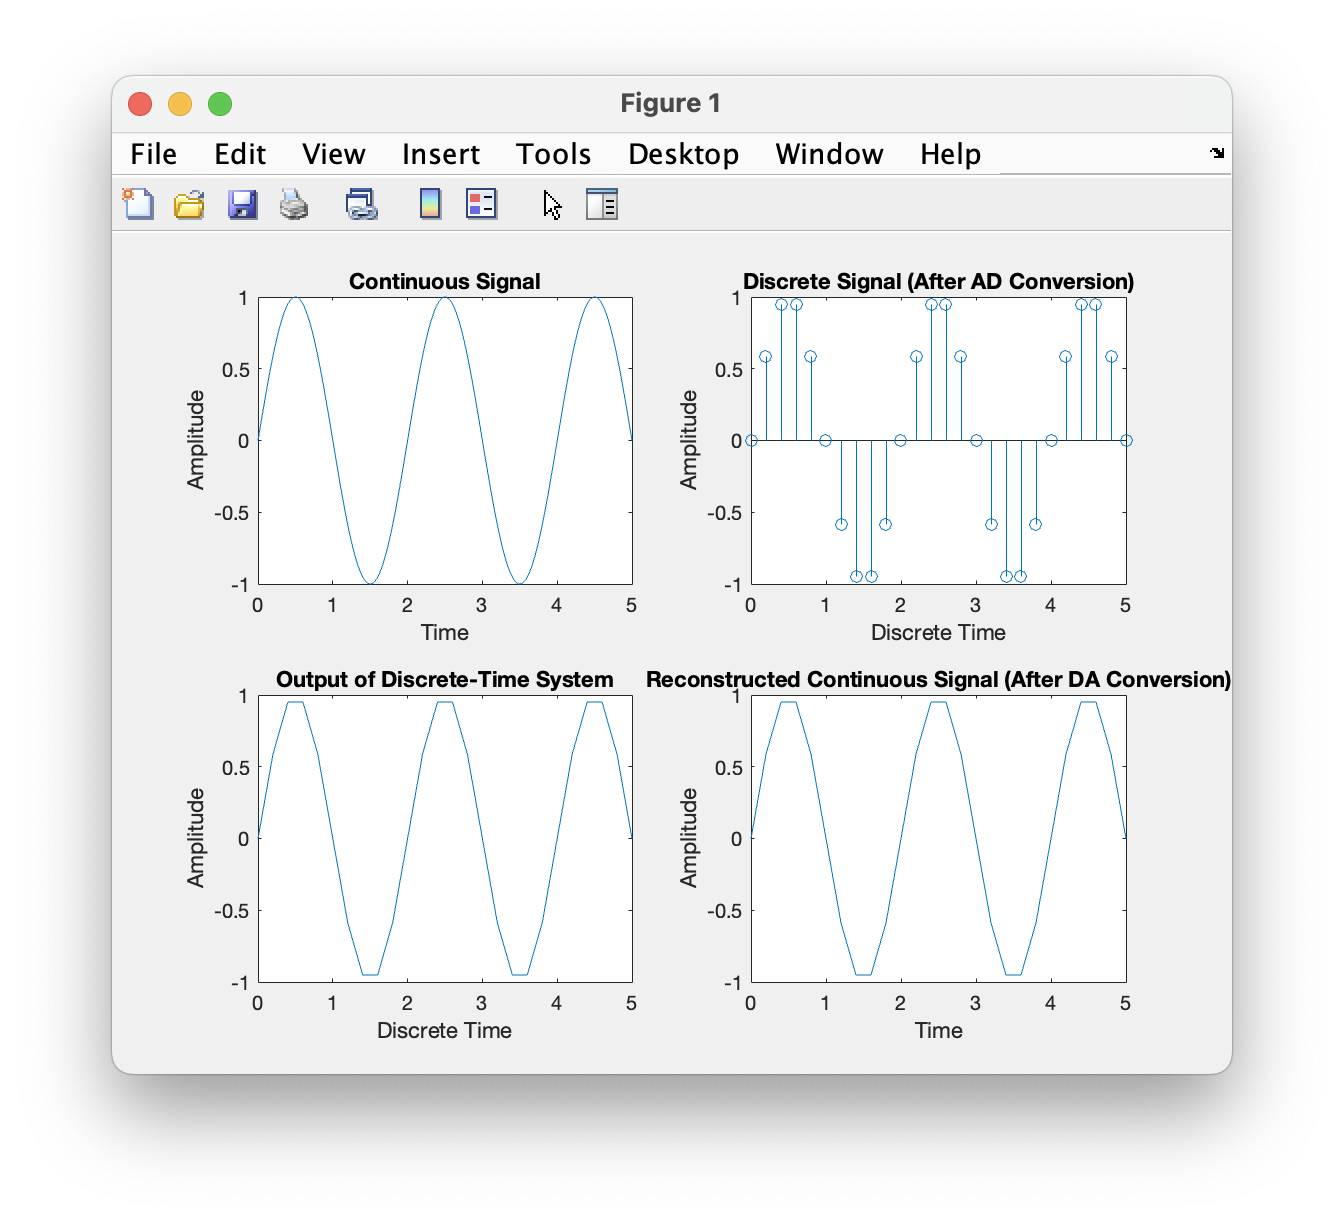 Figure 1
File Edit View Insert Tools Desktop Window Help
Continuous Signal
1
0.5
0
-0.5
-1
Amplitude
0 1 2 3 4 5
Time
Discrete Signal (After AD Conversion)
1
0.5
0
-0.5
-1
Amplitude
0 1 2 3 4 5
Discrete Time
Output of Discrete-Time System
1
0.5
0
-0.5
-1
Amplitude
0 1 2 3 4 5
Discrete Time
Reconstructed Continuous Signal (After DA Conversion)
1
0.5
0
-0.5
-1
Amplitude
0 1 2 3 4 5
Time